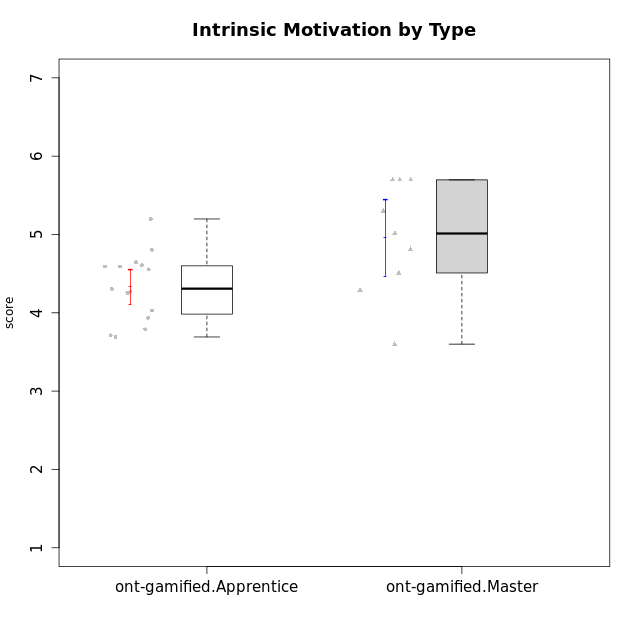 Intrinsic Motivation by Type
7
6
5
4
3
2
1
score
ont-gamified.Apprentice
ont-gamified.Master